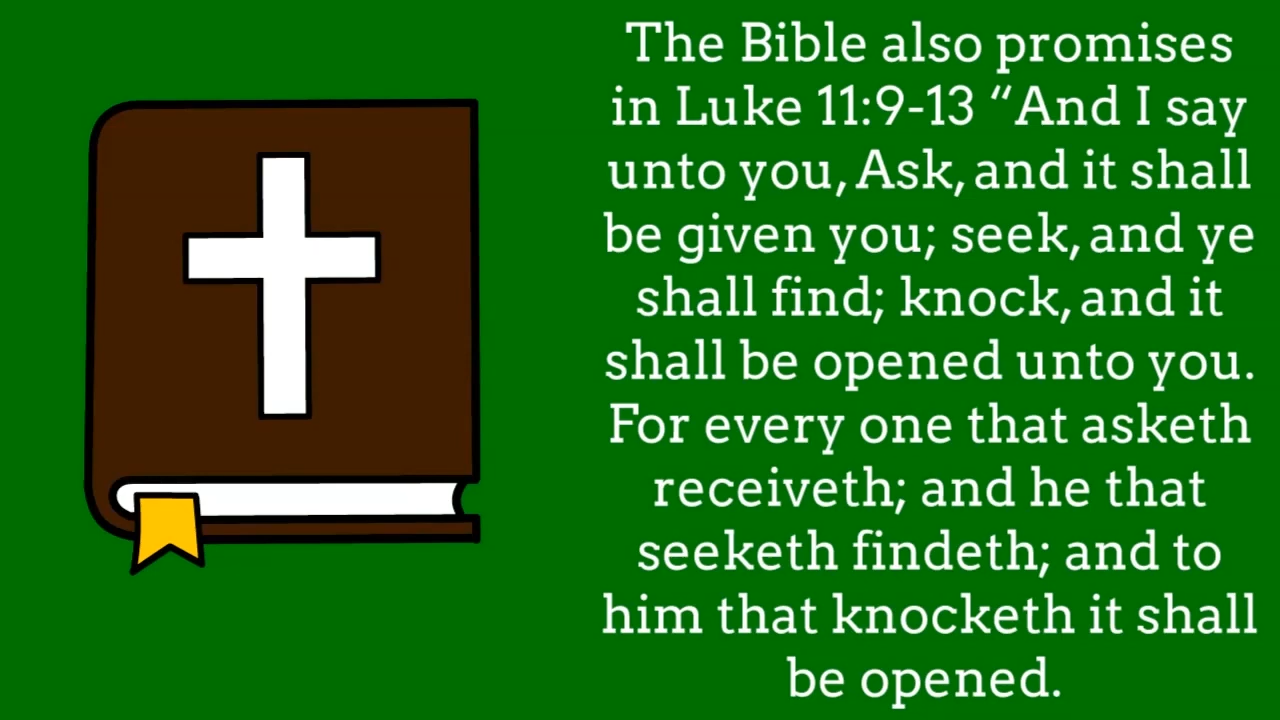 The Bible also promises
in Luke 11:9-13 “And I say
unto you, Ask, and it shall
be given you; seek, and ye
shall find; knock, and it
shall be opened unto you.
For every one that asketh
receiveth; and he that
seeketh findeth; and to
him that knocketh it shall
be opened.